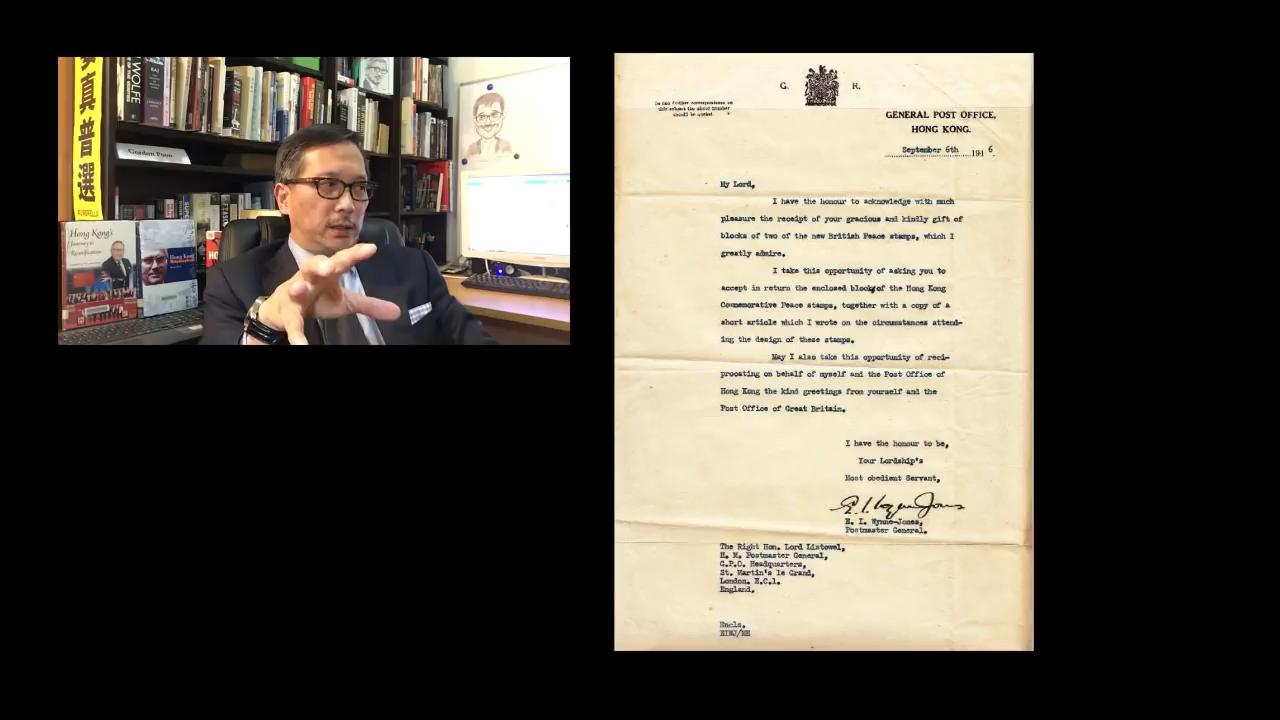 真
普
選
WOLFE
Gordon Poon
Hong Kong's
Journey to
Reunification
Hong Kong
G. R.
In any further correspondence on
this subject the above number
should be quoted.
GENERAL POST OFFICE,
HONG KONG.
September 6th 1946
My Lord,
I have the honour to acknowledge with much
pleasure the receipt of your gracious and kindly gift of
blocks of two of the new British Peace stamps, which I
greatly admire.
I take this opportunity of asking you to
accept in return the enclosed blocks of the Hong Kong
Commemorative Peace stamps, together with a copy of a
short article which I wrote on the circumstances attend-
ing the design of these stamps.
May I also take this opportunity of reci-
procating on behalf of myself and the Post Office of
Hong Kong the kind greetings from yourself and the
Post Office of Great Britain.
I have the honour to be,
Your Lordship's
Most obedient Servant,
E. I. Wynne-Jones
E. I. Wynne-Jones,
Postmaster General.
The Right Hon. Lord Listowel,
H. M. Postmaster General,
G.P.O. Headquarters,
St. Martin's le Grand,
London. E.C.1.
England.
Encls.
EIWJ/EH